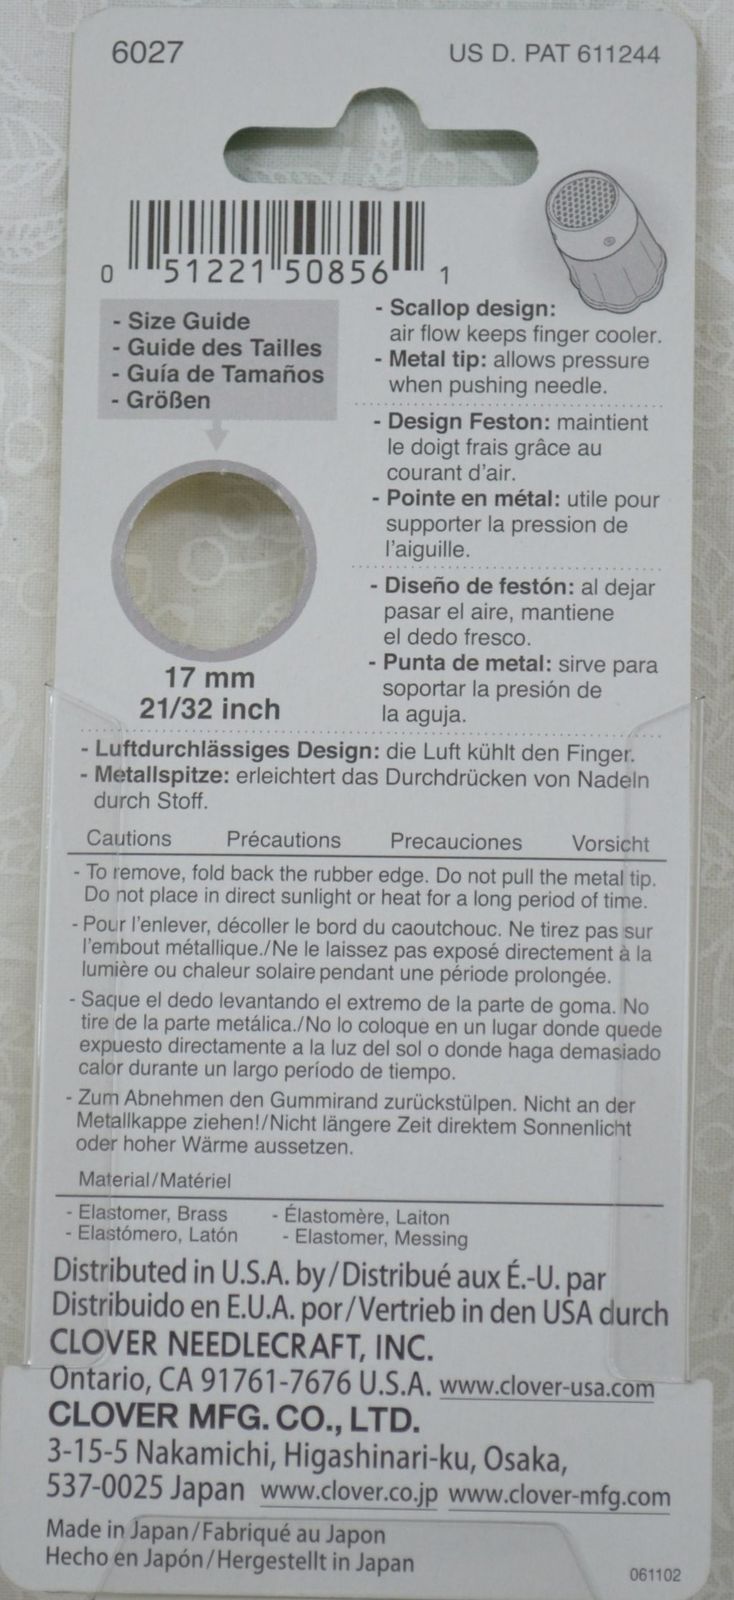 6027
US D. PAT 611244
0 51221 50856 1
- Size Guide
- Guide des Tailles
- Guía de Tamaños
- Größen
17 mm
21/32 inch
- Scallop design:
air flow keeps finger cooler.
- Metal tip: allows pressure
when pushing needle.
- Design Feston: maintient
le doigt frais grâce au
courant d'air.
- Pointe en métal: utile pour
supporter la pression de
l'aiguille.
- Diseño de festón: al dejar
pasar el aire, mantiene
el dedo fresco.
- Punta de metal: sirve para
soportar la presión de
la aguja.
- Luftdurchlässiges Design: die Luft kühlt den Finger.
- Metallspitze: erleichtert das Durchdrücken von Nadeln
durch Stoff.
Cautions Précautions Precauciones Vorsicht
- To remove, fold back the rubber edge. Do not pull the metal tip.
Do not place in direct sunlight or heat for a long period of time.
- Pour l'enlever, décoller le bord du caoutchouc. Ne tirez pas sur
l'embout métallique./Ne le laissez pas exposé directement à la
lumière ou chaleur solaire pendant une période prolongée.
- Saque el dedo levantando el extremo de la parte de goma. No
tire de la parte metálica./No lo coloque en un lugar donde quede
expuesto directamente a la luz del sol o donde haga demasiado
calor durante un largo período de tiempo.
- Zum Abnehmen den Gummirand zurückstülpen. Nicht an der
Metallkappe ziehen!/Nicht längere Zeit direktem Sonnenlicht
oder hoher Wärme aussetzen.
Material/Matériel
- Elastomer, Brass - Élastomère, Laiton
- Elastómero, Latón - Elastomer, Messing
Distributed in U.S.A. by/Distribué aux É.-U. par
Distribuido en E.U.A. por/Vertrieb in den USA durch
CLOVER NEEDLECRAFT, INC.
Ontario, CA 91761-7676 U.S.A. www.clover-usa.com
CLOVER MFG. CO., LTD.
3-15-5 Nakamichi, Higashinari-ku, Osaka,
537-0025 Japan www.clover.co.jp www.clover-mfg.com
Made in Japan/Fabriqué au Japon
Hecho en Japón/Hergestellt in Japan
061102